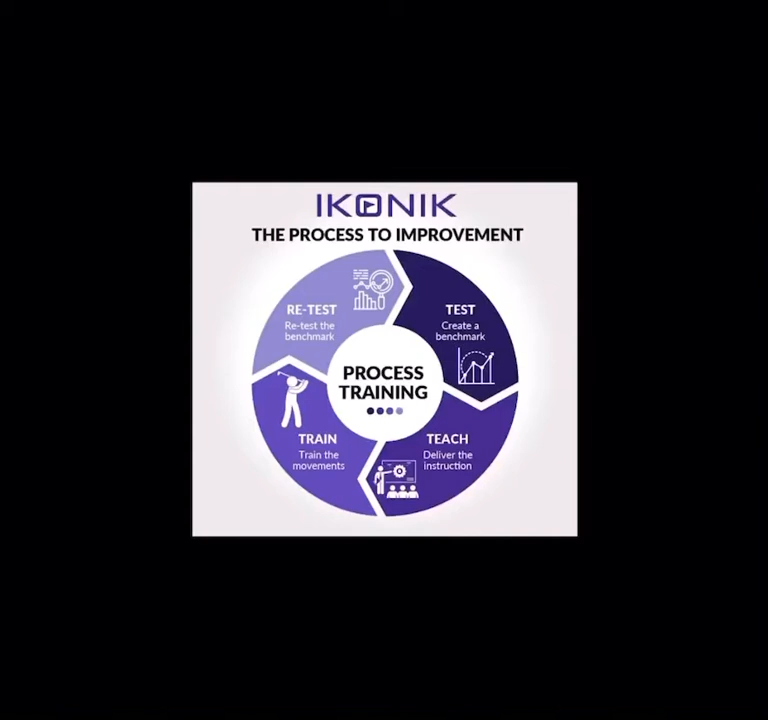 IKONIK
THE PROCESS TO IMPROVEMENT
RE-TEST
Re-test the
benchmark
TEST
Create a
benchmark
PROCESS
TRAINING
TRAIN
Train the
movements
TEACH
Deliver the
instruction